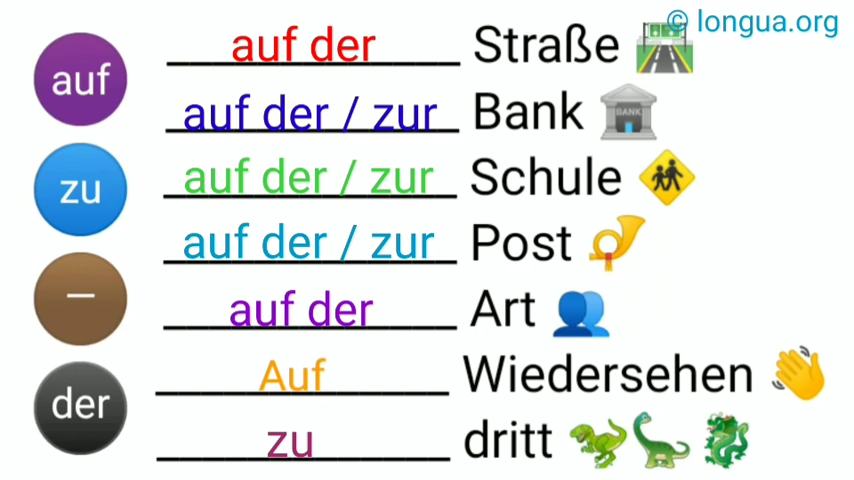 © longua.org
auf
zu
–
der
auf der Straße
auf der / zur Bank BANK
auf der / zur Schule
auf der / zur Post
auf der Art
Auf Wiedersehen
zu dritt